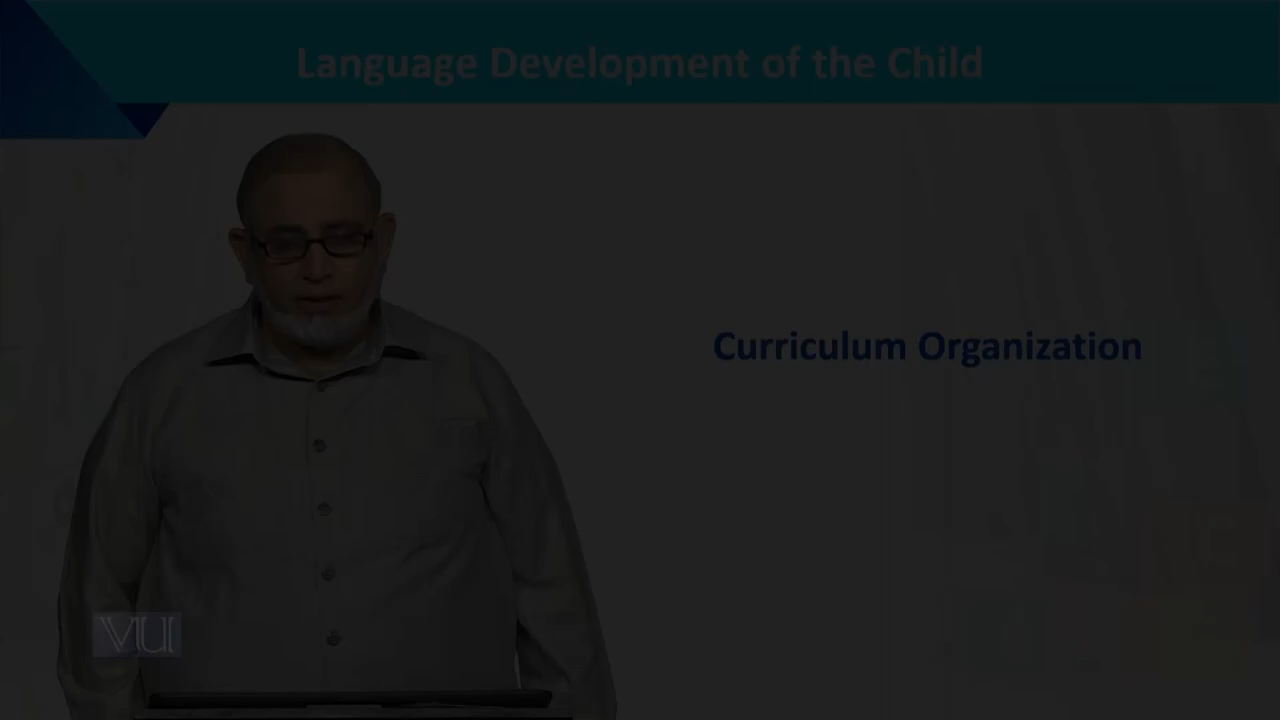 Language Development of the Child
Curriculum Organization
VU